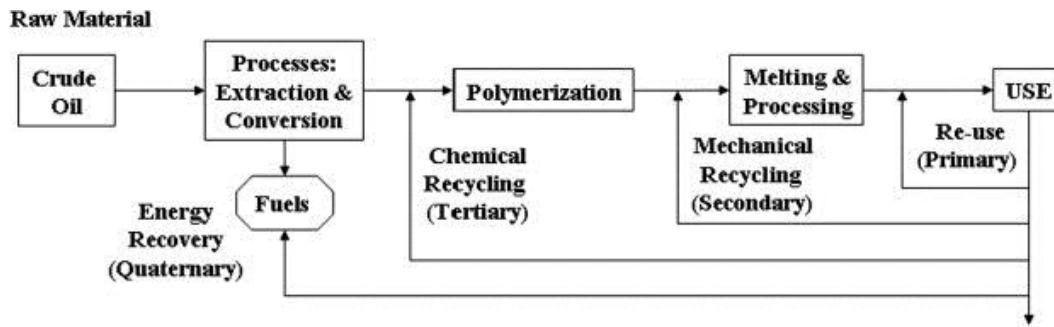 Raw Material
Crude
Oil
Processes:
Extraction &
Conversion
Polymerization
Melting &
Processing
USE
Re-use
(Primary)
Mechanical
Recycling
(Secondary)
Chemical
Recycling
(Tertiary)
Fuels
Energy
Recovery
(Quaternary)